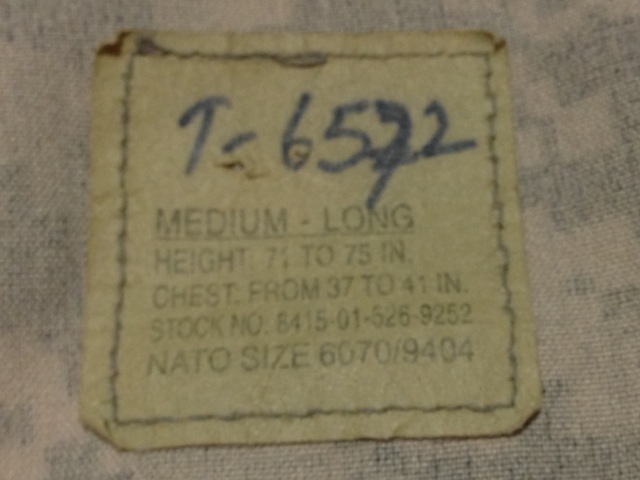 T-6592
MEDIUM - LONG
HEIGHT: 71 TO 75 IN.
CHEST: FROM 37 TO 41 IN.
STOCK NO. 8415-01-526-9252
NATO SIZE 6070/9404